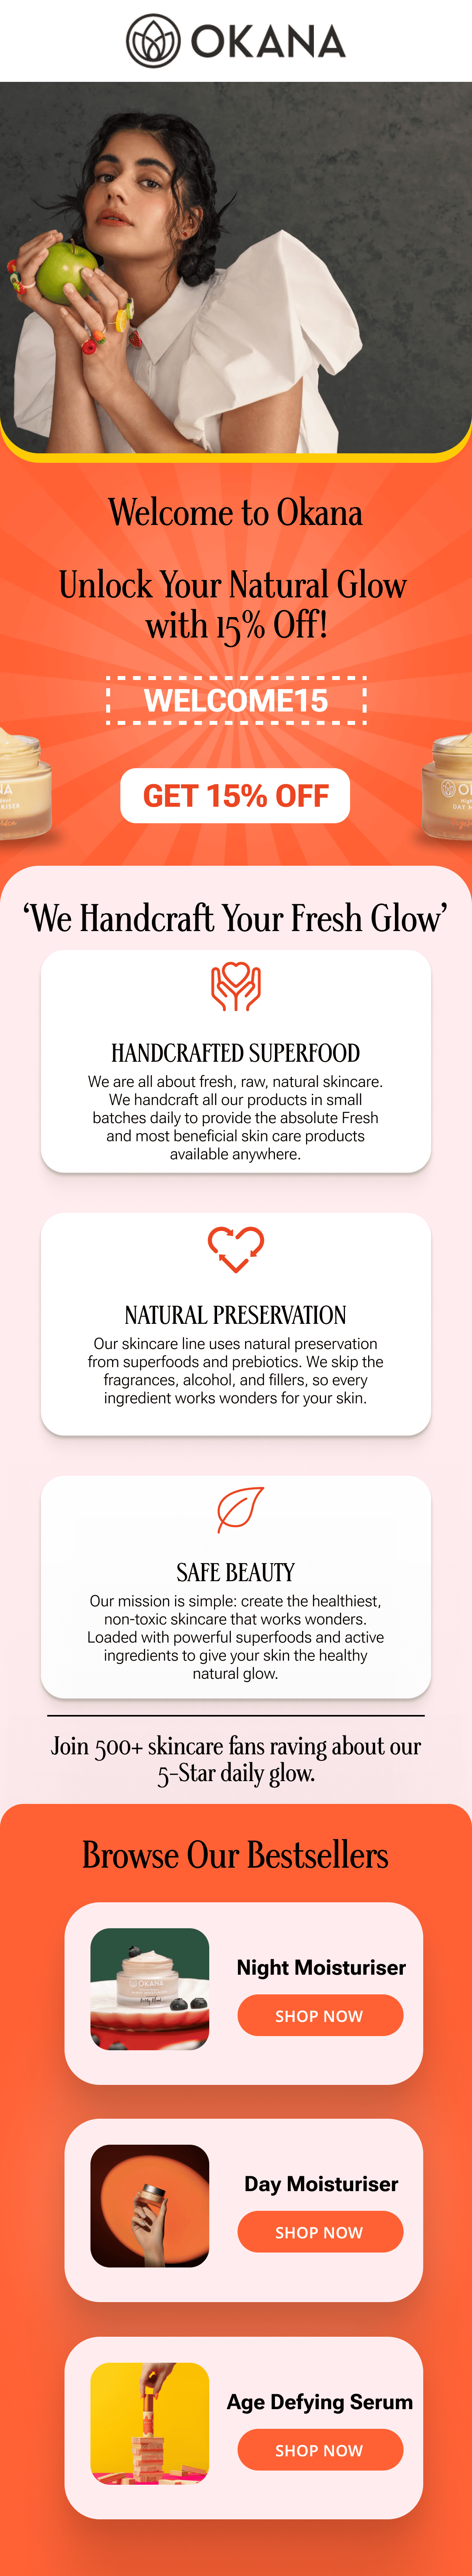 OKANA
Welcome to Okana
Unlock Your Natural Glow
with 15% Off!
WELCOME15
GET 15% OFF
‘We Handcraft Your Fresh Glow’
HANDCRAFTED SUPERFOOD
We are all about fresh, raw, natural skincare.
We handcraft all our products in small
batches daily to provide the absolute Fresh
and most beneficial skin care products
available anywhere.
NATURAL PRESERVATION
Our skincare line uses natural preservation
from superfoods and prebiotics. We skip the
fragrances, alcohol, and fillers, so every
ingredient works wonders for your skin.
SAFE BEAUTY
Our mission is simple: create the healthiest,
non-toxic skincare that works wonders.
Loaded with powerful superfoods and active
ingredients to give your skin the healthy
natural glow.
Join 500+ skincare fans raving about our
5-Star daily glow.
Browse Our Bestsellers
OKANA
Night Moisturiser
SHOP NOW
Day Moisturiser
SHOP NOW
Age Defying Serum
SHOP NOW